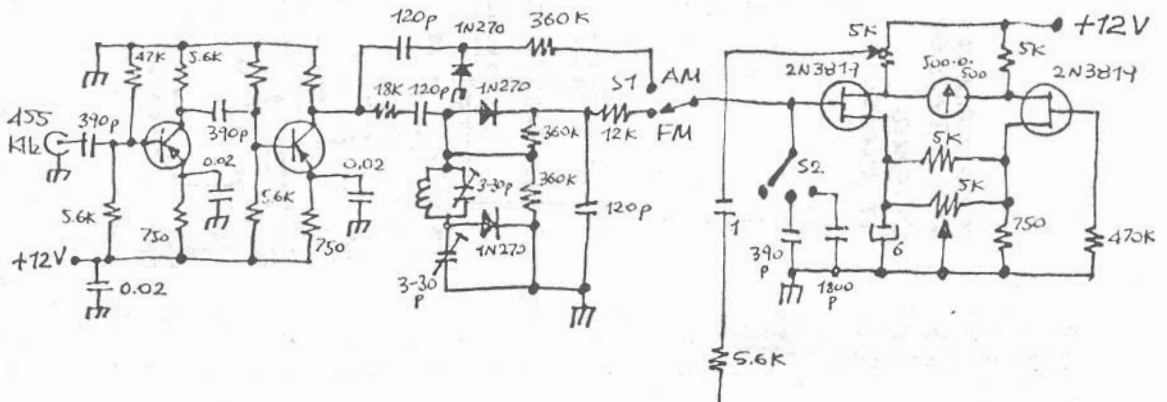 120p
1N270
360K
47K
5.6K
5K
5K
+12V
2N3819
500-0-
500
2N3819
S1
AM
18K
120p
1N270
12K
FM
455
KHz
390p
390p
0.02
0.02
360K
3-30p
360K
S2
5K
5K
5.6K
750
5.6K
750
1N270
120p
1
390
p
1800
p
6
750
470K
+12V
0.02
3-30
p
5.6K